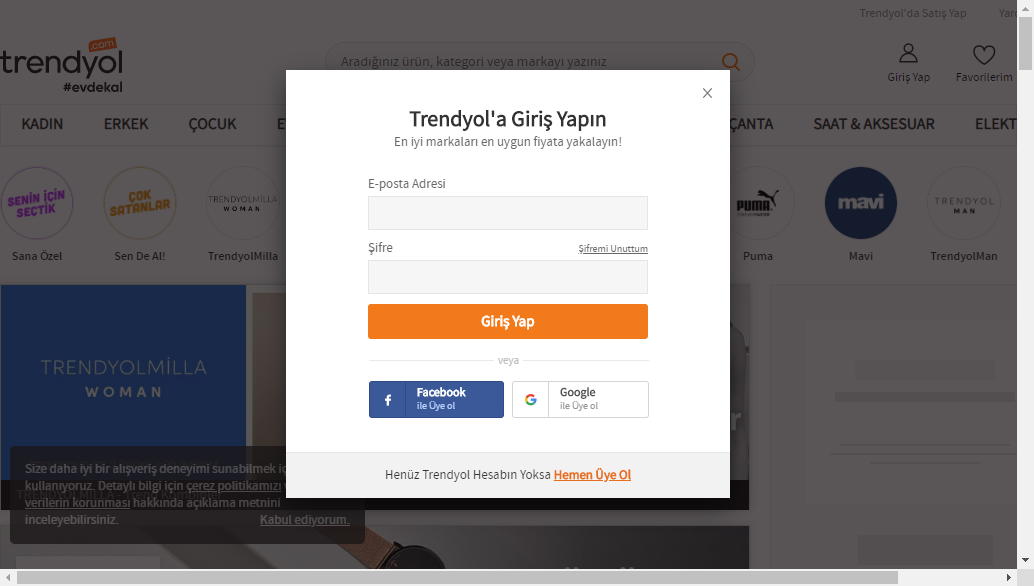 Trendyol'da Satış Yap
.com
trendyol
#evdekal
Aradığınız ürün, kategori veya markayı yazınız
Giriş Yap
Favorilerim
KADIN
ERKEK
ÇOCUK
ÇANTA
SAAT & AKSESUAR
SENİN İÇİN
SEÇTİK
ÇOK
SATANLAR
TRENDYOLMİLLA
WOMAN
PUMA
mavi
TRENDYOL
MAN
Sana Özel
Sen De Al!
TrendyolMilla
Puma
Mavi
TrendyolMan
Trendyol'a Giriş Yapın
En iyi markaları en uygun fiyata yakalayın!
E-posta Adresi
Şifre
Şifremi Unuttum
Giriş Yap
veya
Facebook
ile Üye ol
Google
ile Üye ol
Henüz Trendyol Hesabın Yoksa Hemen Üye Ol
TRENDYOLMİLLA
WOMAN
Size daha iyi bir alışveriş deneyimi sunabilmek
kullanıyoruz. Detaylı bilgi için çerez politikamızı
verilerin korunması hakkında açıklama metnini
inceleyebilirsiniz.
Kabul ediyorum.